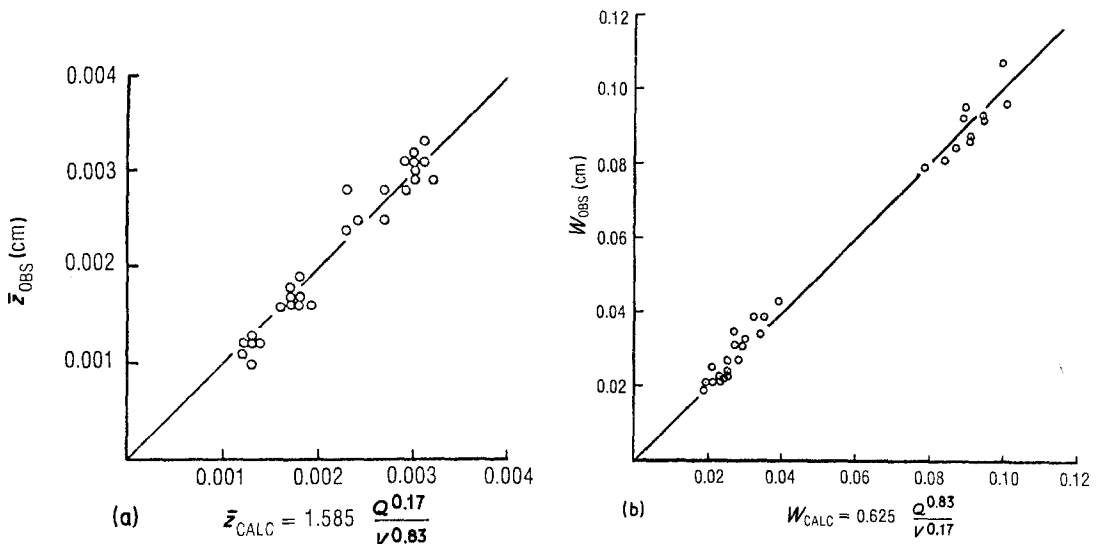 0.004
0.003
0.002
0.001
z̄OBS (cm)
0.001 0.002 0.003 0.004
(a) z̄CALC = 1.585 Q^0.17 / V^0.83
0.12
0.10
0.08
0.06
0.04
0.02
WOBS (cm)
0.02 0.04 0.06 0.08 0.10 0.12
(b) WCALC = 0.625 Q^0.83 / V^0.17